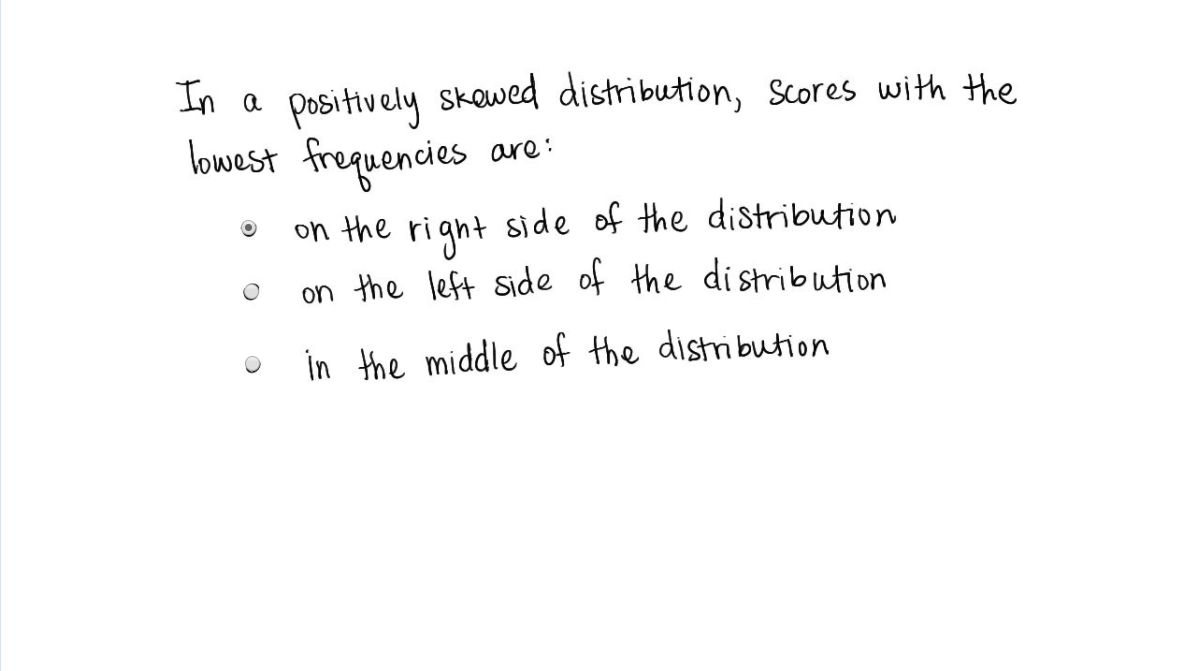 In a positively skewed distribution, Scores with the
lowest frequencies are:
on the right side of the distribution
on the left side of the distribution
in the middle of the distribution